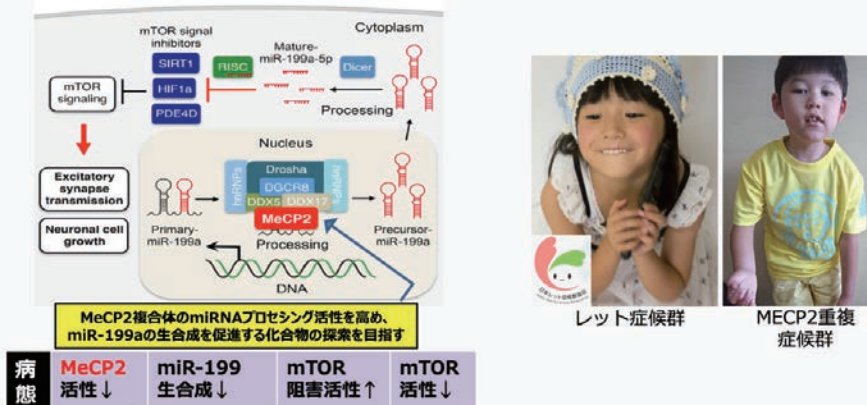 Cytoplasm
mTOR signal
inhibitors
Mature-
miR-199a-5p
SIRT1
RISC
Dicer
mTOR
signaling
HIF1a
PDE4D
Processing
Nucleus
Excitatory
synapse
transmission
Neuronal cell
growth
hnRNPs
Drosha
hnRNPs
DGCR8
DDX5
DDX17
MeCP2
Primary-
miR-199a
Processing
Precursor-
miR-199a
DNA
MeCP2複合体のmiRNAプロセシング活性を高め、
miR-199aの生合成を促進する化合物の探索を目指す
病態
MeCP2
活性↓
miR-199
生合成↓
mTOR
阻害活性↑
mTOR
活性↓
レット症候群
MECP2重複
症候群